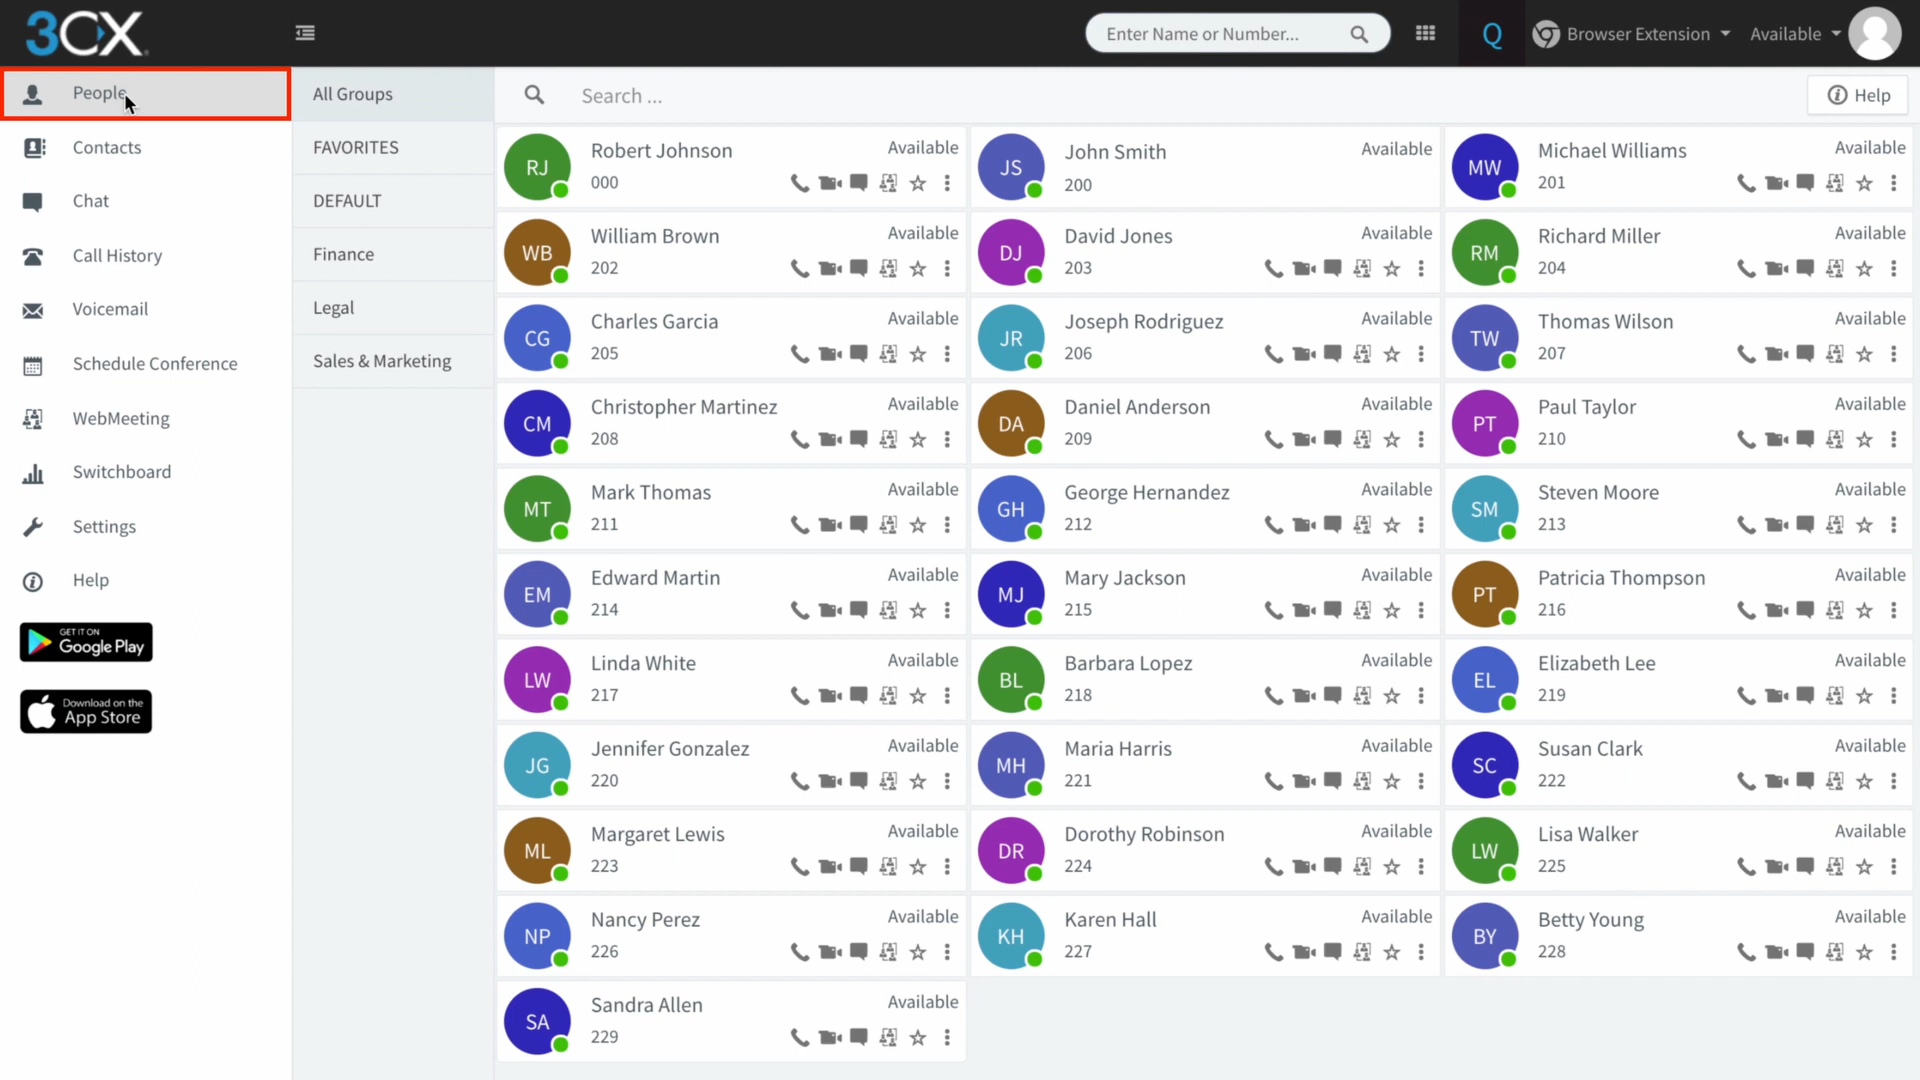 3CX
Enter Name or Number...
Q
Browser Extension
Available
People
Contacts
Chat
Call History
Voicemail
Schedule Conference
WebMeeting
Switchboard
Settings
Help
GET IT ON
Google Play
Download on the
App Store
All Groups
FAVORITES
DEFAULT
Finance
Legal
Sales & Marketing
Search ...
Help
RJ
Robert Johnson
Available
000
JS
John Smith
Available
200
MW
Michael Williams
Available
201
WB
William Brown
Available
202
DJ
David Jones
Available
203
RM
Richard Miller
Available
204
CG
Charles Garcia
Available
205
JR
Joseph Rodriguez
Available
206
TW
Thomas Wilson
Available
207
CM
Christopher Martinez
Available
208
DA
Daniel Anderson
Available
209
PT
Paul Taylor
Available
210
MT
Mark Thomas
Available
211
GH
George Hernandez
Available
212
SM
Steven Moore
Available
213
EM
Edward Martin
Available
214
MJ
Mary Jackson
Available
215
PT
Patricia Thompson
Available
216
LW
Linda White
Available
217
BL
Barbara Lopez
Available
218
EL
Elizabeth Lee
Available
219
JG
Jennifer Gonzalez
Available
220
MH
Maria Harris
Available
221
SC
Susan Clark
Available
222
ML
Margaret Lewis
Available
223
DR
Dorothy Robinson
Available
224
LW
Lisa Walker
Available
225
NP
Nancy Perez
Available
226
KH
Karen Hall
Available
227
BY
Betty Young
Available
228
SA
Sandra Allen
Available
229